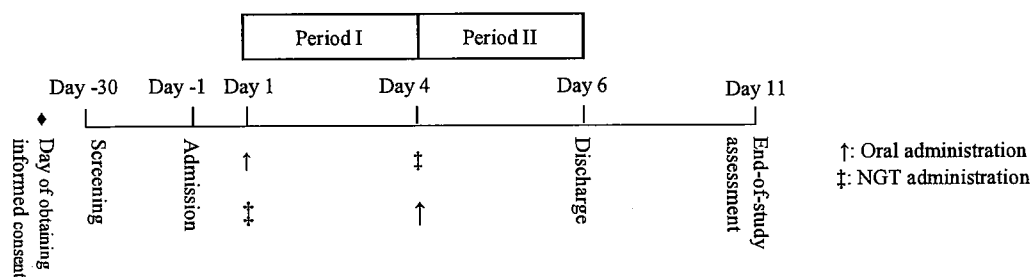 Period I
Period II
Day -30
Day -1
Day 1
Day 4
Day 6
Day 11
◆ Day of obtaining
informed consent
Screening
Admission
↑
‡
‡
↑
Discharge
End-of-study
assessment
↑: Oral administration
‡: NGT administration